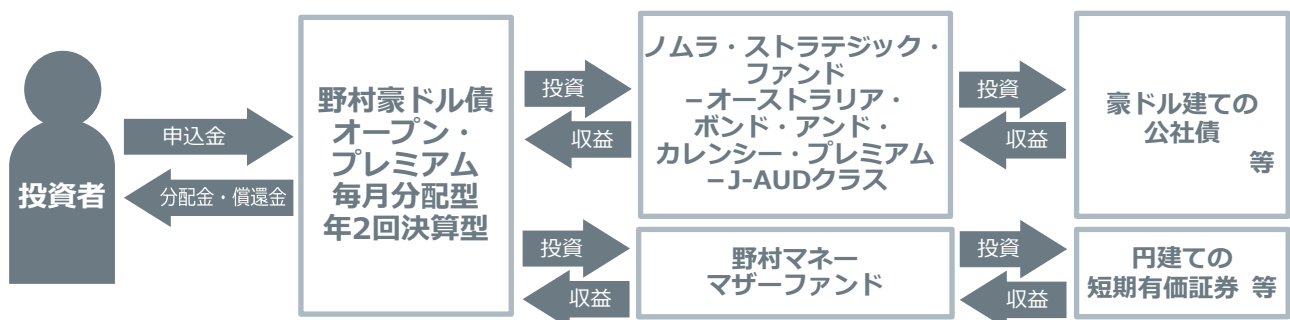 投資者
申込金
分配金・償還金
野村豪ドル債
オープン・
プレミアム
毎月分配型
年2回決算型
投資
収益
ノムラ・ストラテジック・
ファンド
−オーストラリア・
ボンド・アンド・
カレンシー・プレミアム
−J-AUDクラス
投資
収益
豪ドル建ての
公社債
等
投資
収益
野村マネー
マザーファンド
投資
収益
円建ての
短期有価証券 等